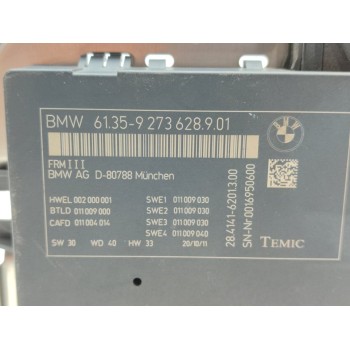 BMW 61.35-9 273 628.9.01
FRM III
BMW AG D-80788 München
HWEL 002 000 001
BTLD 011 009 000
CAFD 011 004 014
SWE1 011 009 030
SWE2 011 009 030
SWE3 011 009 030
SWE4 011 009 040
SW 30 WD 40 HW 33 20/10/11
28.4141-62013.00
SN-Nr.0016950600
BMW
TEMIC